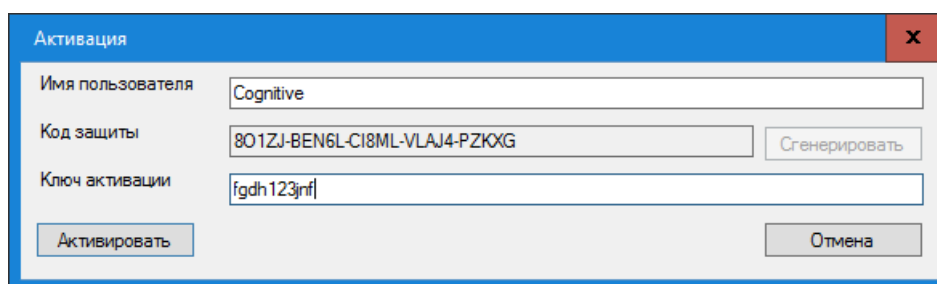 Активация
x
Имя пользователя
Cognitive
Код защиты
8O1ZJ-BEN6L-CI8ML-VLAJ4-PZKXG
Сгенерировать
Ключ активации
fgdh123jnf
Активировать
Отмена